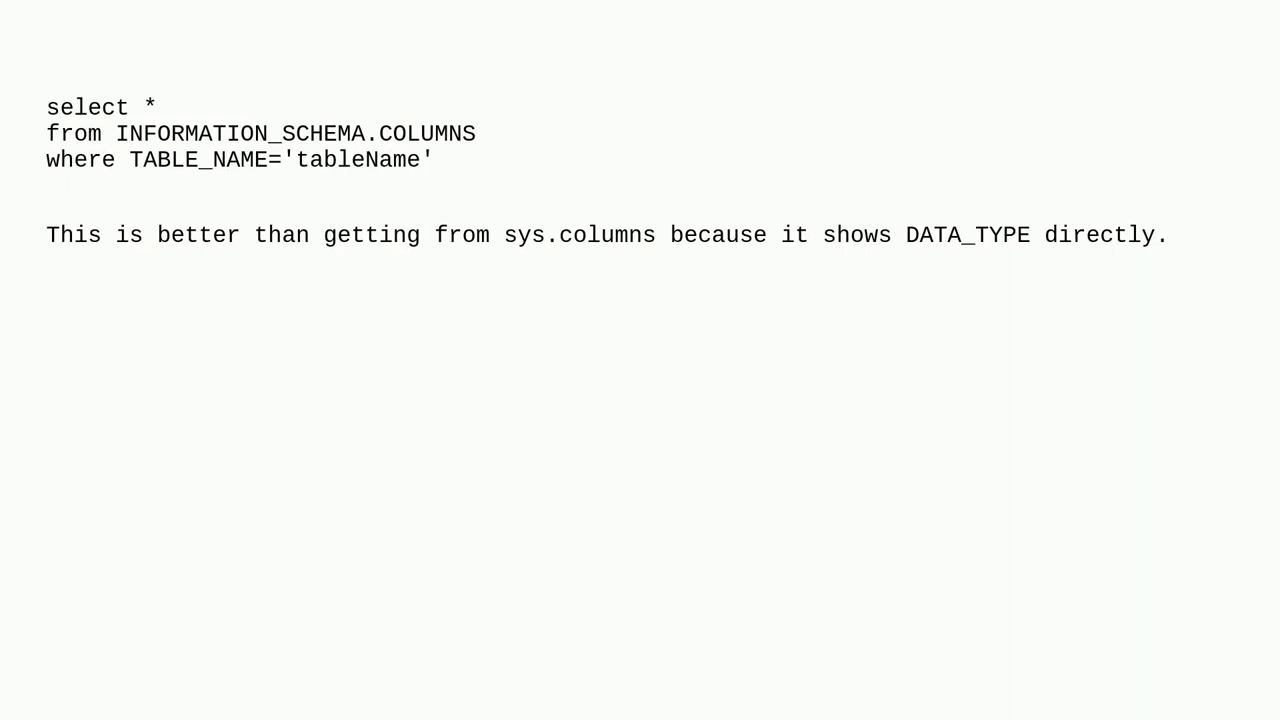 select *
from INFORMATION_SCHEMA.COLUMNS
where TABLE_NAME='tableName'
This is better than getting from sys.columns because it shows DATA_TYPE directly.